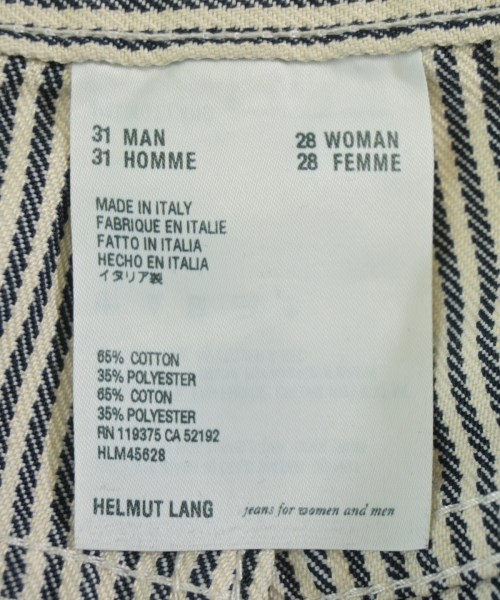 31 MAN 28 WOMAN
31 HOMME 28 FEMME
MADE IN ITALY
FABRIQUE EN ITALIE
FATTO IN ITALIA
HECHO EN ITALIA
イタリア製
65% COTTON
35% POLYESTER
65% COTON
35% POLYESTER
RN 119375 CA 52192
HLM45628
HELMUT LANG jeans for women and men